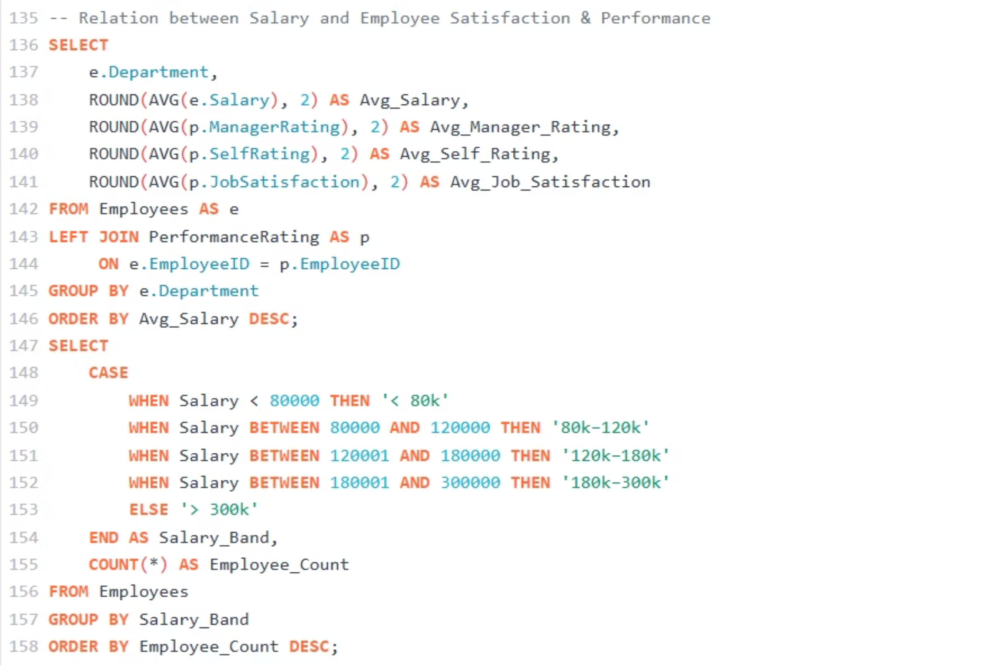 135 -- Relation between Salary and Employee Satisfaction & Performance
136 SELECT
137     e.Department,
138     ROUND(AVG(e.Salary), 2) AS Avg_Salary,
139     ROUND(AVG(p.ManagerRating), 2) AS Avg_Manager_Rating,
140     ROUND(AVG(p.SelfRating), 2) AS Avg_Self_Rating,
141     ROUND(AVG(p.JobSatisfaction), 2) AS Avg_Job_Satisfaction
142 FROM Employees AS e
143 LEFT JOIN PerformanceRating AS p
144      ON e.EmployeeID = p.EmployeeID
145 GROUP BY e.Department
146 ORDER BY Avg_Salary DESC;
147 SELECT
148     CASE
149         WHEN Salary < 80000 THEN '< 80k'
150         WHEN Salary BETWEEN 80000 AND 120000 THEN '80k–120k'
151         WHEN Salary BETWEEN 120001 AND 180000 THEN '120k–180k'
152         WHEN Salary BETWEEN 180001 AND 300000 THEN '180k–300k'
153         ELSE '> 300k'
154     END AS Salary_Band,
155     COUNT(*) AS Employee_Count
156 FROM Employees
157 GROUP BY Salary_Band
158 ORDER BY Employee_Count DESC;